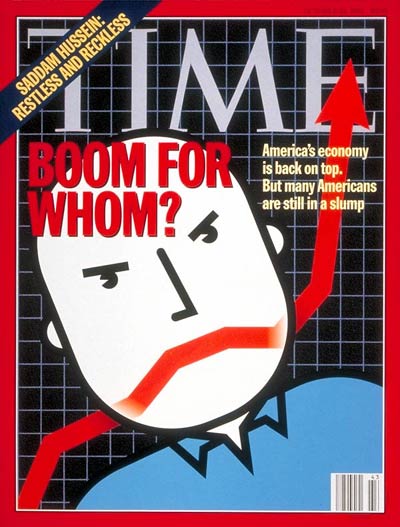 SADDAM HUSSEIN:
RESTLESS AND RECKLESS
TIME
BOOM FOR
WHOM?
America's economy
is back on top.
But many Americans
are still in a slump
43